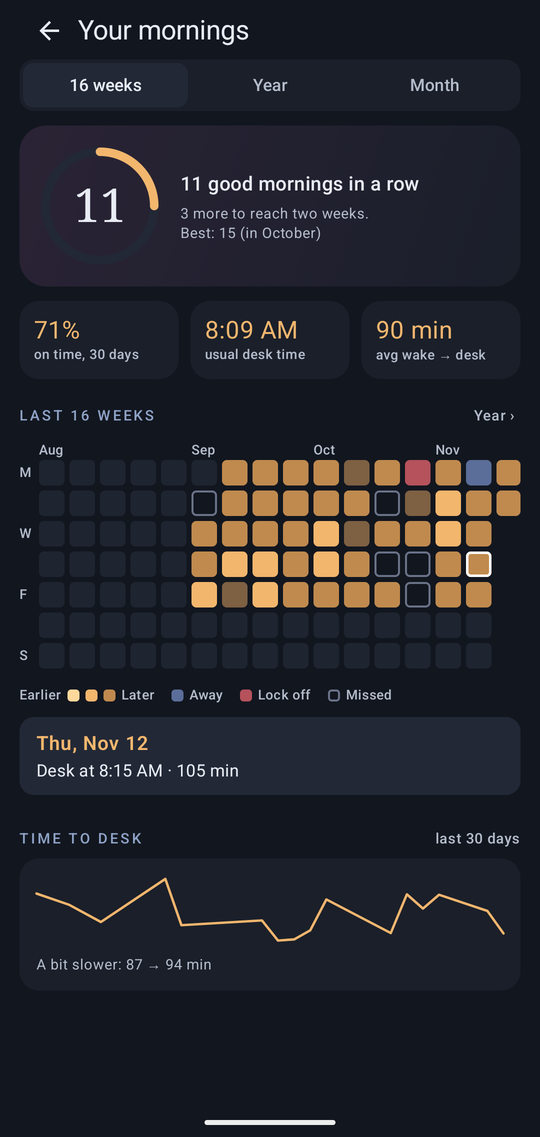 Your mornings
16 weeks Year Month
11
11 good mornings in a row
3 more to reach two weeks.
Best: 15 (in October)
71%
on time, 30 days
8:09 AM
usual desk time
90 min
avg wake → desk
LAST 16 WEEKS Year ›
Aug Sep Oct Nov
M
W
F
S
Earlier Later Away Lock off Missed
Thu, Nov 12
Desk at 8:15 AM · 105 min
TIME TO DESK last 30 days
A bit slower: 87 → 94 min